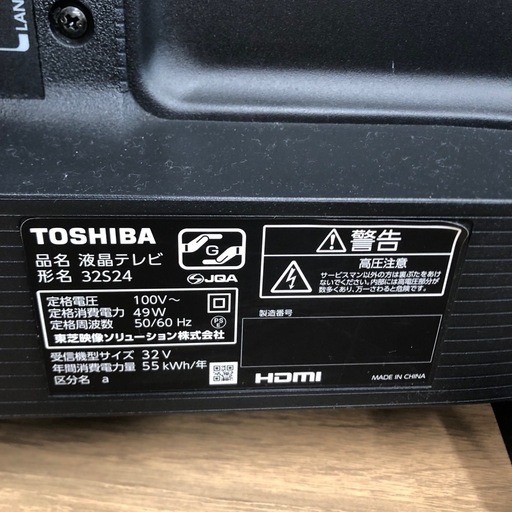 LAN
TOSHIBA
品名 液晶テレビ
形名 32S24
G
JQA
定格電圧 100V～
定格消費電力 49W
定格周波数 50/60 Hz
PSE
東芝映像ソリューション株式会社
受信機型サイズ 32V
年間消費電力量 55 kWh/年
区分名 a
警告
高圧注意
サービスマン以外の方は裏ぶたをあけ
ないでください。内部には高電圧部分が
数多くあり、万一さわると危険です。
製造番号
HDMI
MADE IN CHINA